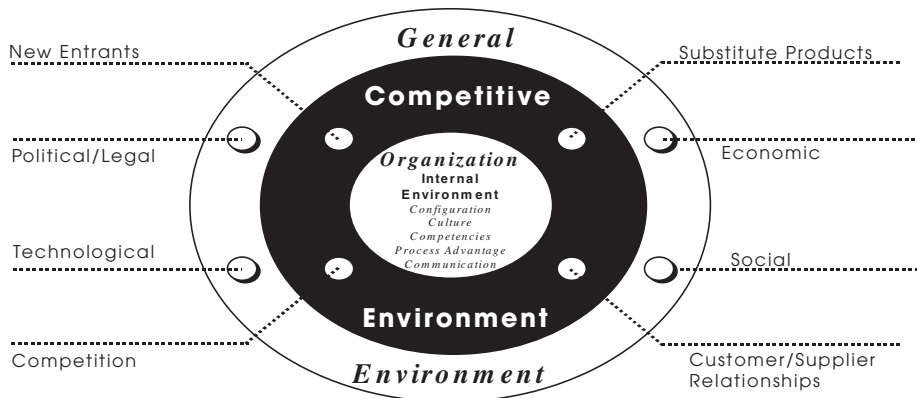 General
New Entrants
Substitute Products
Competitive
Political/Legal
Economic
Organization
Internal
Environment
Configuration
Culture
Competencies
Process Advantage
Communication
Technological
Social
Environment
Competition
Customer/Supplier
Relationships
Environment